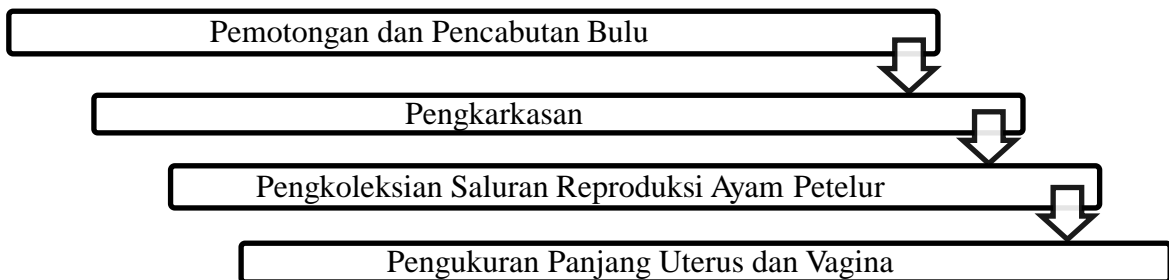 Pemotongan dan Pencabutan Bulu
Pengkarkasan
Pengkoleksian Saluran Reproduksi Ayam Petelur
Pengukuran Panjang Uterus dan Vagina